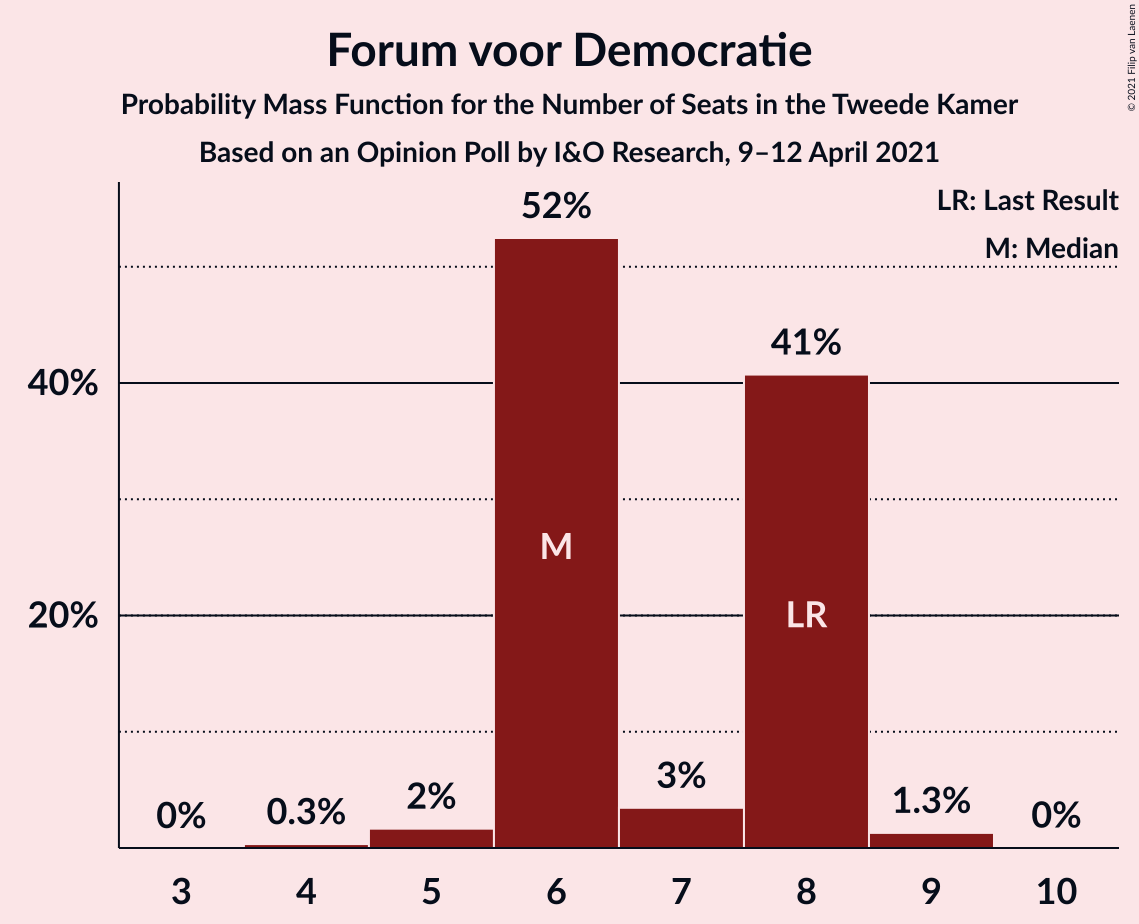 Forum voor Democratie
Probability Mass Function for the Number of Seats in the Tweede Kamer
Based on an Opinion Poll by I&O Research, 9–12 April 2021
© 2021 Filip van Laenen
LR: Last Result
M: Median
52%
41%
40%
M
LR
20%
0%
0.3%
2%
3%
1.3%
0%
3
4
5
6
7
8
9
10